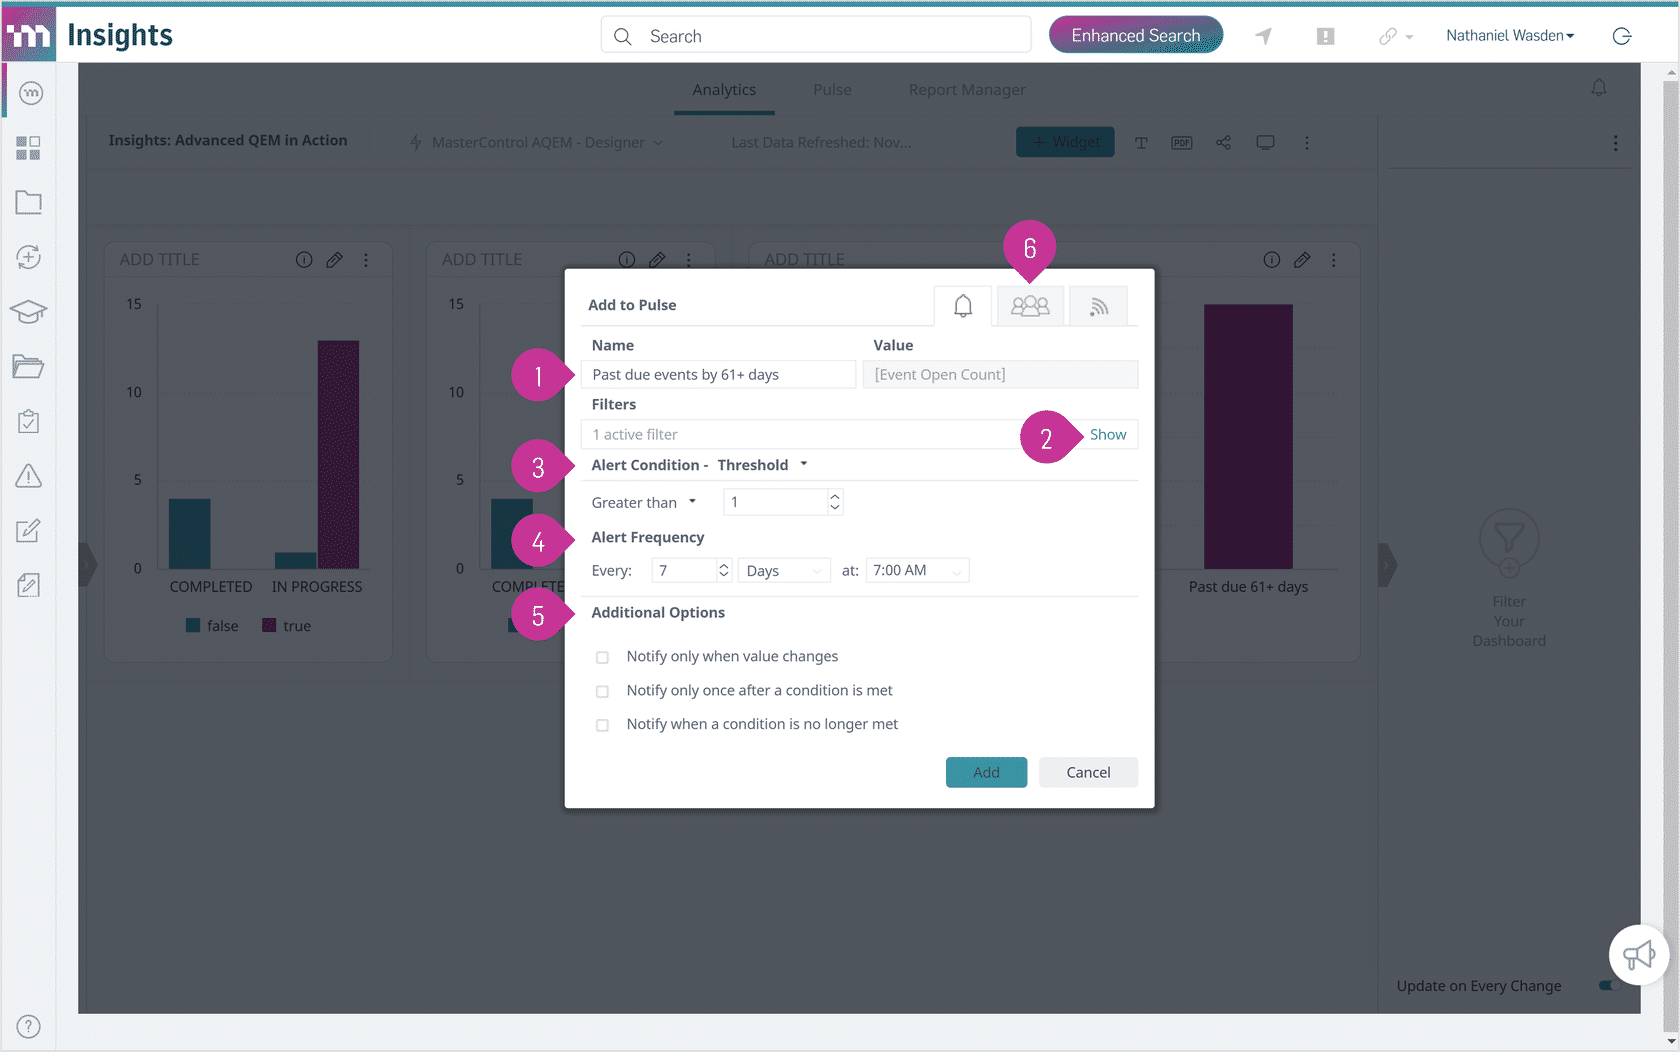 Insights
Search
Enhanced Search
Nathaniel Wasden
Analytics
Pulse
Report Manager
Insights: Advanced QEM in Action
MasterControl AQEM - Designer
Last Data Refreshed: Nov...
+ Widget
PDF
ADD TITLE
ADD TITLE
ADD TITLE
15
10
5
0
COMPLETED
IN PROGRESS
false
true
15
10
5
0
COMPLETE
Past due 61+ days
Filter
Your
Dashboard
Update on Every Change
6
Add to Pulse
Name
Value
1
Past due events by 61+ days
[Event Open Count]
Filters
1 active filter
2
Show
3
Alert Condition - Threshold
Greater than
1
4
Alert Frequency
Every:
7
Days
at:
7:00 AM
5
Additional Options
Notify only when value changes
Notify only once after a condition is met
Notify when a condition is no longer met
Add
Cancel
?